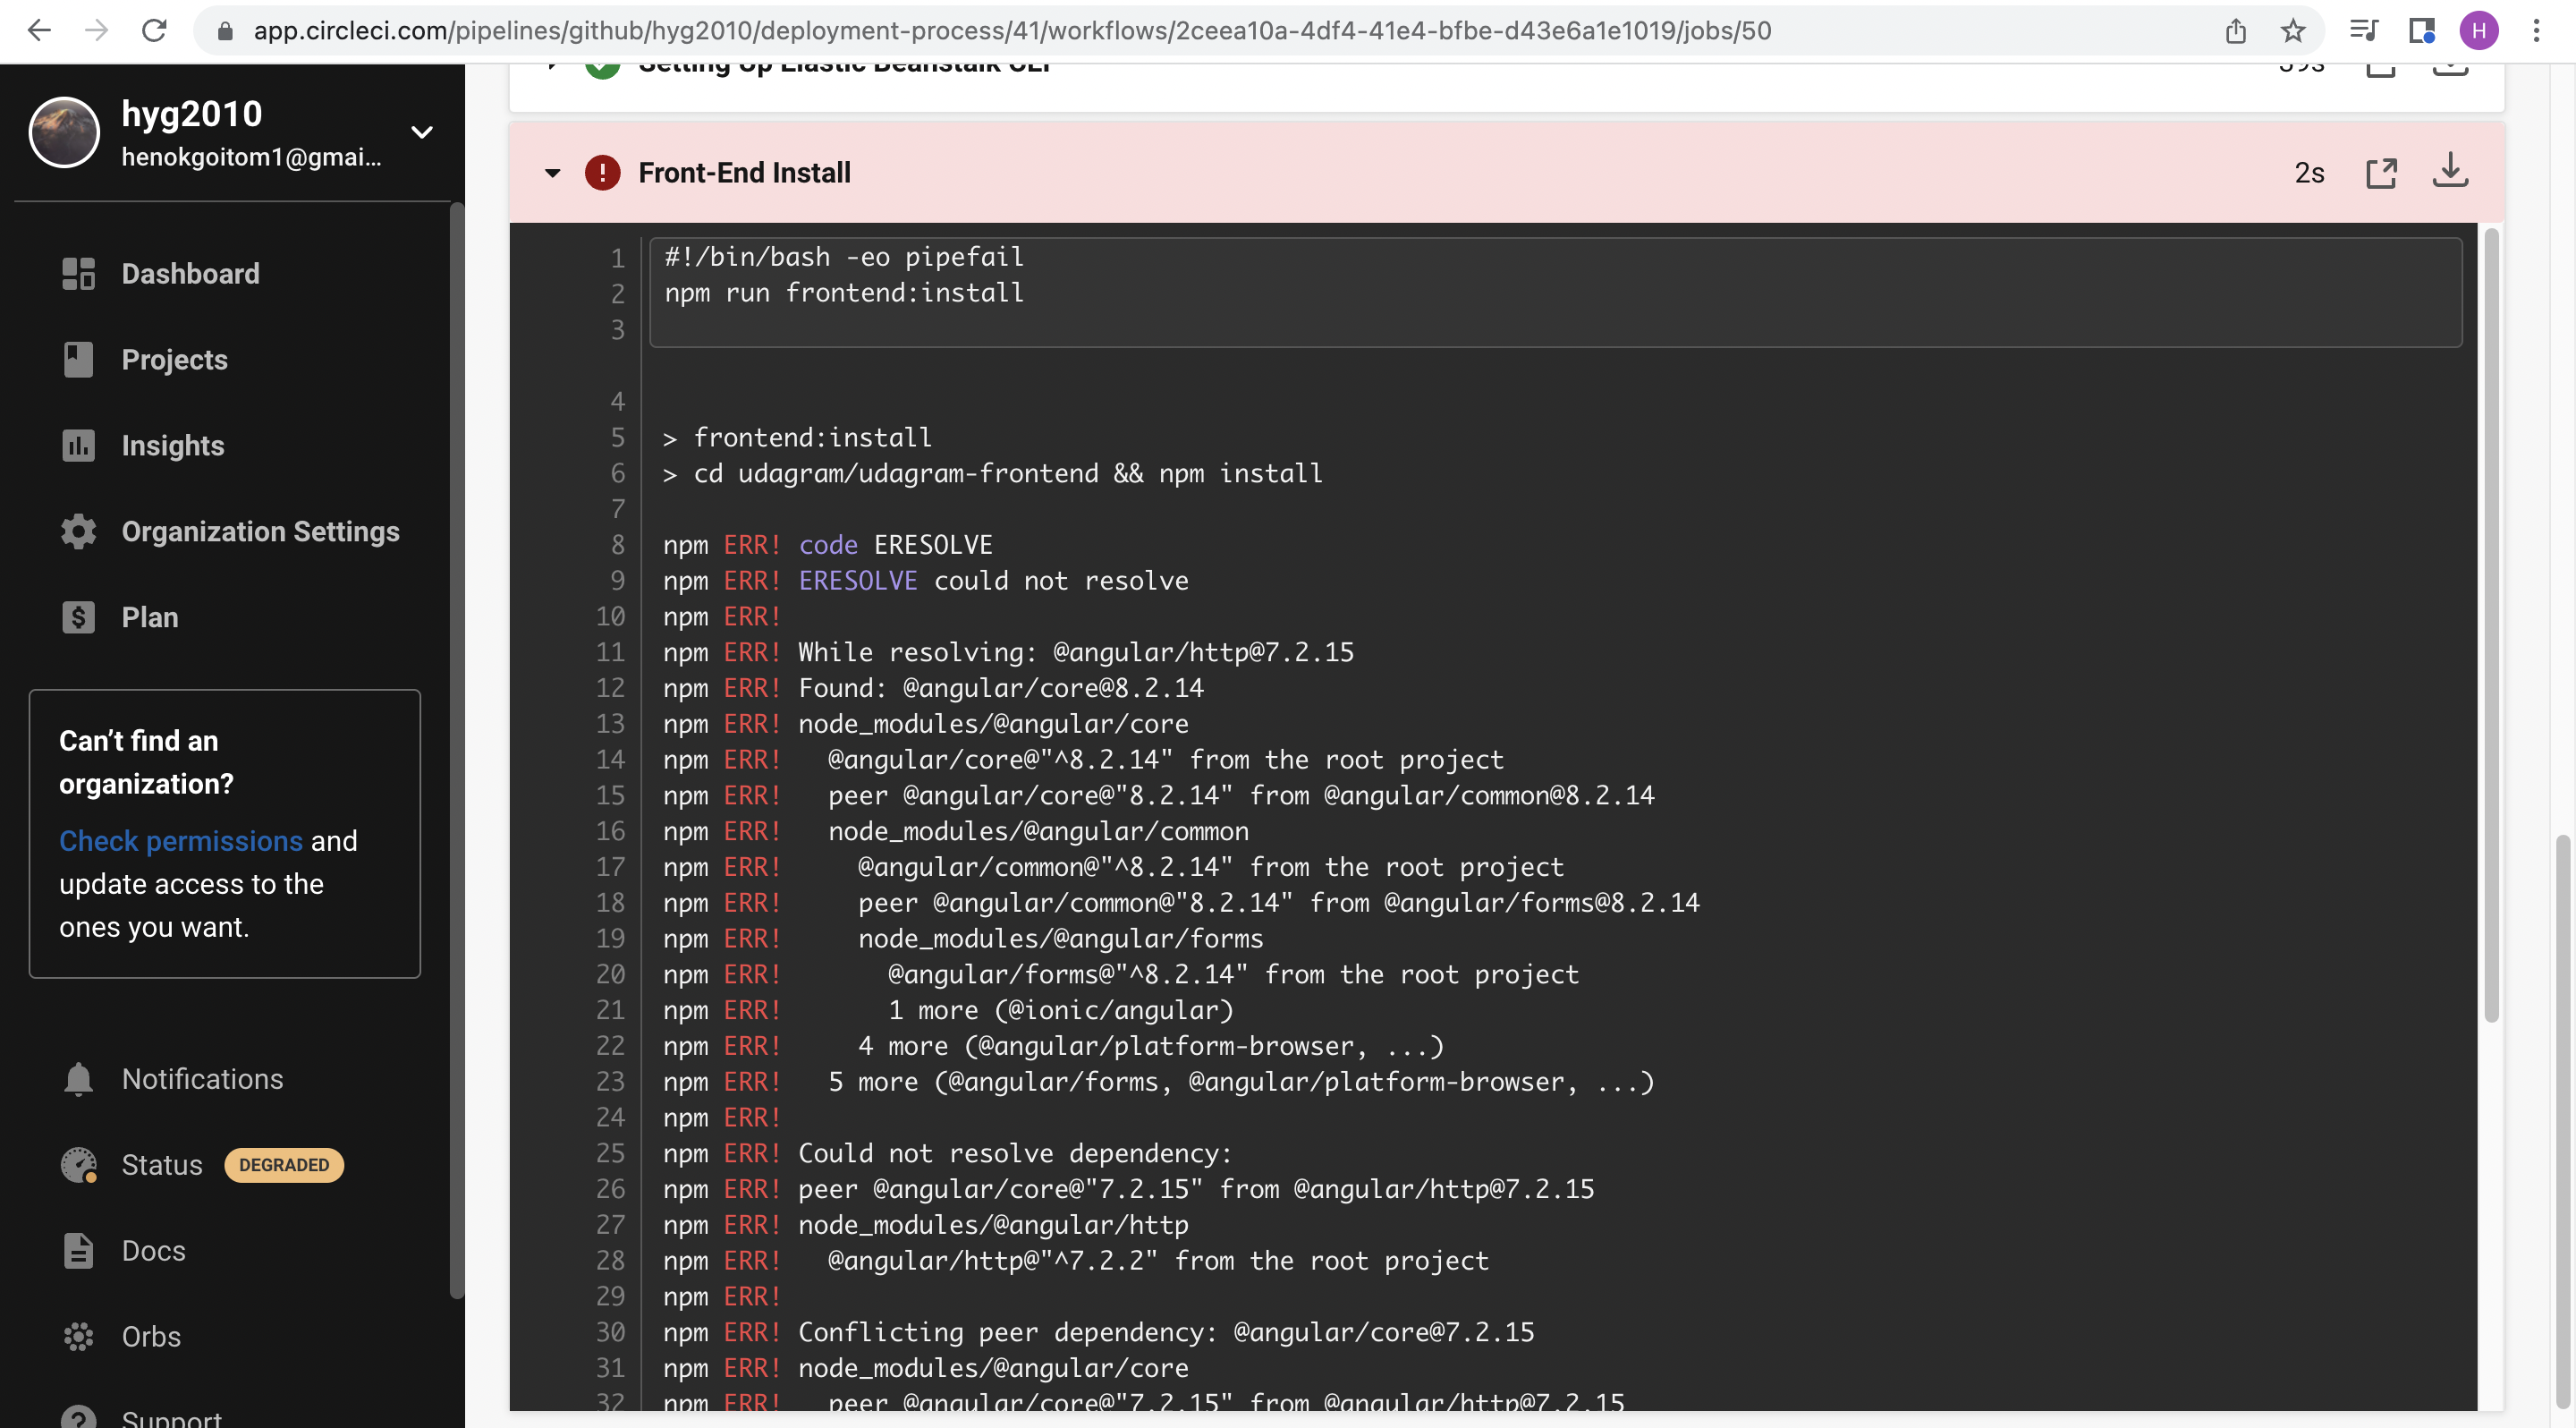 app.circleci.com/pipelines/github/hyg2010/deployment-process/41/workflows/2ceea10a-4df4-41e4-bfbe-d43e6a1e1019/jobs/50
H
hyg2010
henokgoitom1@gmai...
Dashboard
Projects
Insights
Organization Settings
Plan
Can’t find an
organization?
Check permissions and
update access to the
ones you want.
Notifications
Status DEGRADED
Docs
Orbs
Support
Setting Up Elastic Beanstalk CLI 59s
Front-End Install 2s
1 #!/bin/bash -eo pipefail
2 npm run frontend:install
3
4
5 > frontend:install
6 > cd udagram/udagram-frontend && npm install
7
8 npm ERR! code ERESOLVE
9 npm ERR! ERESOLVE could not resolve
10 npm ERR!
11 npm ERR! While resolving: @angular/http@7.2.15
12 npm ERR! Found: @angular/core@8.2.14
13 npm ERR! node_modules/@angular/core
14 npm ERR!   @angular/core@"^8.2.14" from the root project
15 npm ERR!   peer @angular/core@"8.2.14" from @angular/common@8.2.14
16 npm ERR!   node_modules/@angular/common
17 npm ERR!     @angular/common@"^8.2.14" from the root project
18 npm ERR!     peer @angular/common@"8.2.14" from @angular/forms@8.2.14
19 npm ERR!     node_modules/@angular/forms
20 npm ERR!       @angular/forms@"^8.2.14" from the root project
21 npm ERR!       1 more (@ionic/angular)
22 npm ERR!     4 more (@angular/platform-browser, ...)
23 npm ERR!   5 more (@angular/forms, @angular/platform-browser, ...)
24 npm ERR!
25 npm ERR! Could not resolve dependency:
26 npm ERR! peer @angular/core@"7.2.15" from @angular/http@7.2.15
27 npm ERR! node_modules/@angular/http
28 npm ERR!   @angular/http@"^7.2.2" from the root project
29 npm ERR!
30 npm ERR! Conflicting peer dependency: @angular/core@7.2.15
31 npm ERR! node_modules/@angular/core
32 npm ERR!   peer @angular/core@"7.2.15" from @angular/http@7.2.15